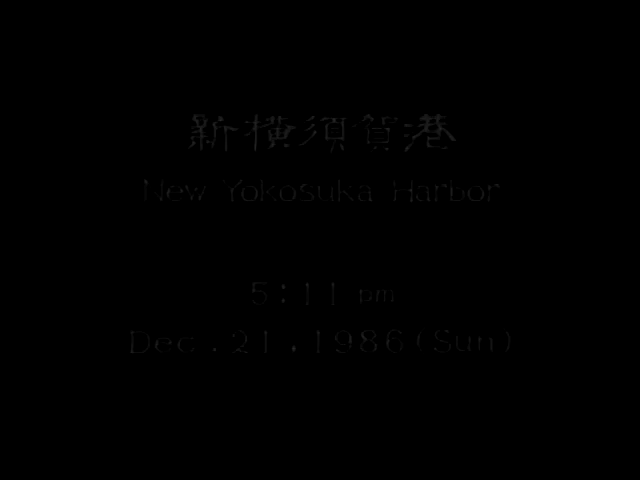 新横須賀港
New Yokosuka Harbor
5:11 pm
Dec.21.1986(Sun)